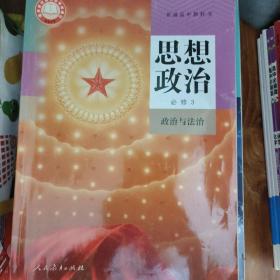 普通高中教科书
思想
政治
必修3
政治与法治
人民教育出版社